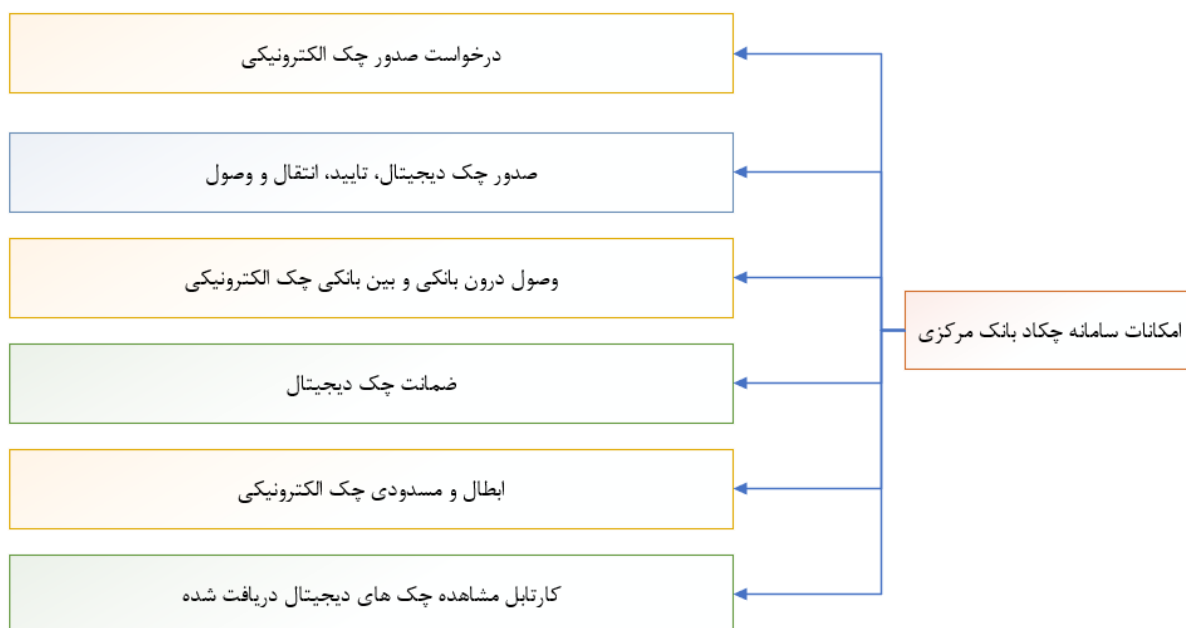 امکانات سامانه چکاد بانک مرکزی
درخواست صدور چک الکترونیکی
صدور چک دیجیتال، تایید، انتقال و وصول
وصول درون بانکی و بین بانکی چک الکترونیکی
ضمانت چک دیجیتال
ابطال و مسدودی چک الکترونیکی
کارتابل مشاهده چک های دیجیتال دریافت شده